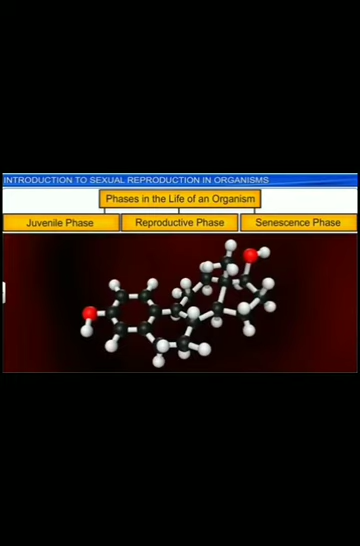 INTRODUCTION TO SEXUAL REPRODUCTION IN ORGANISMS
Phases in the Life of an Organism
Juvenile Phase
Reproductive Phase
Senescence Phase